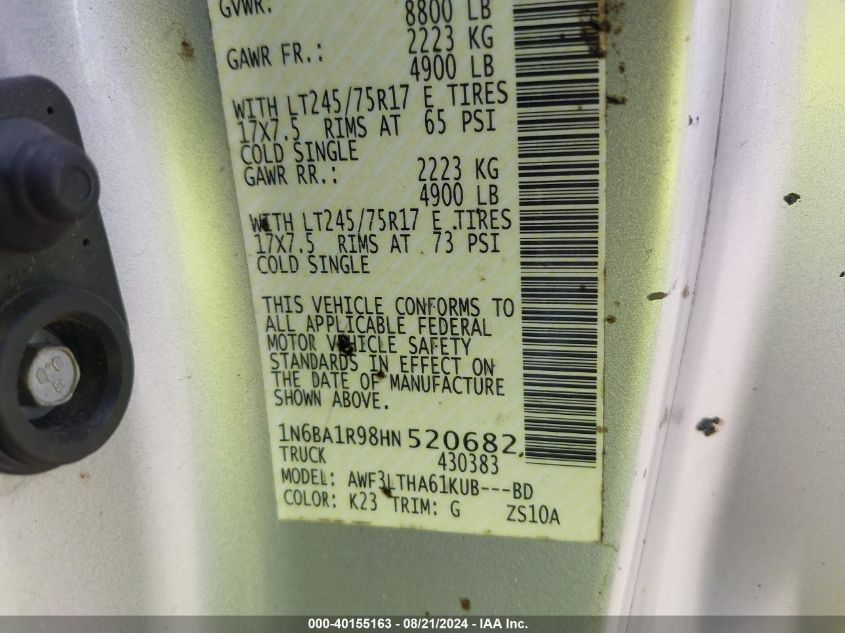 GVWR: 8800 LB
GAWR FR.: 2223 KG
4900 LB
WITH LT245/75R17 E TIRES
17X7.5 RIMS AT 65 PSI
COLD SINGLE
GAWR RR.: 2223 KG
4900 LB
WITH LT245/75R17 E TIRES
17X7.5 RIMS AT 73 PSI
COLD SINGLE
THIS VEHICLE CONFORMS TO
ALL APPLICABLE FEDERAL
MOTOR VEHICLE SAFETY
STANDARDS IN EFFECT ON
THE DATE OF MANUFACTURE
SHOWN ABOVE.
1N6BA1R98HN520682
TRUCK 430383
MODEL: AWF3LTHA61KUB---BD
COLOR: K23 TRIM: G ZS10A
000-40155163 - 08/21/2024 - IAA Inc.